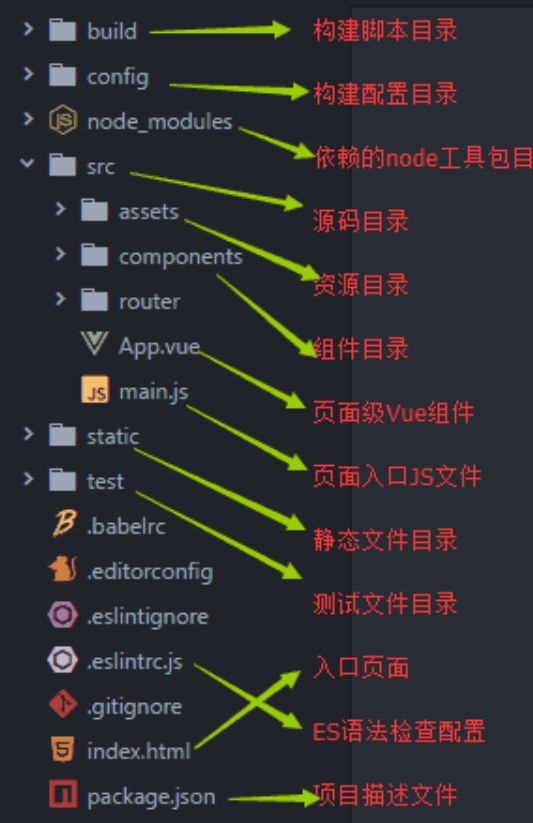 build
构建脚本目录
config
构建配置目录
node_modules
依赖的node工具包目
src
源码目录
assets
资源目录
components
组件目录
router
App.vue
页面级Vue组件
main.js
页面入口JS文件
static
静态文件目录
test
测试文件目录
.babelrc
.editorconfig
.eslintignore
入口页面
.eslintrc.js
ES语法检查配置
.gitignore
index.html
package.json
项目描述文件